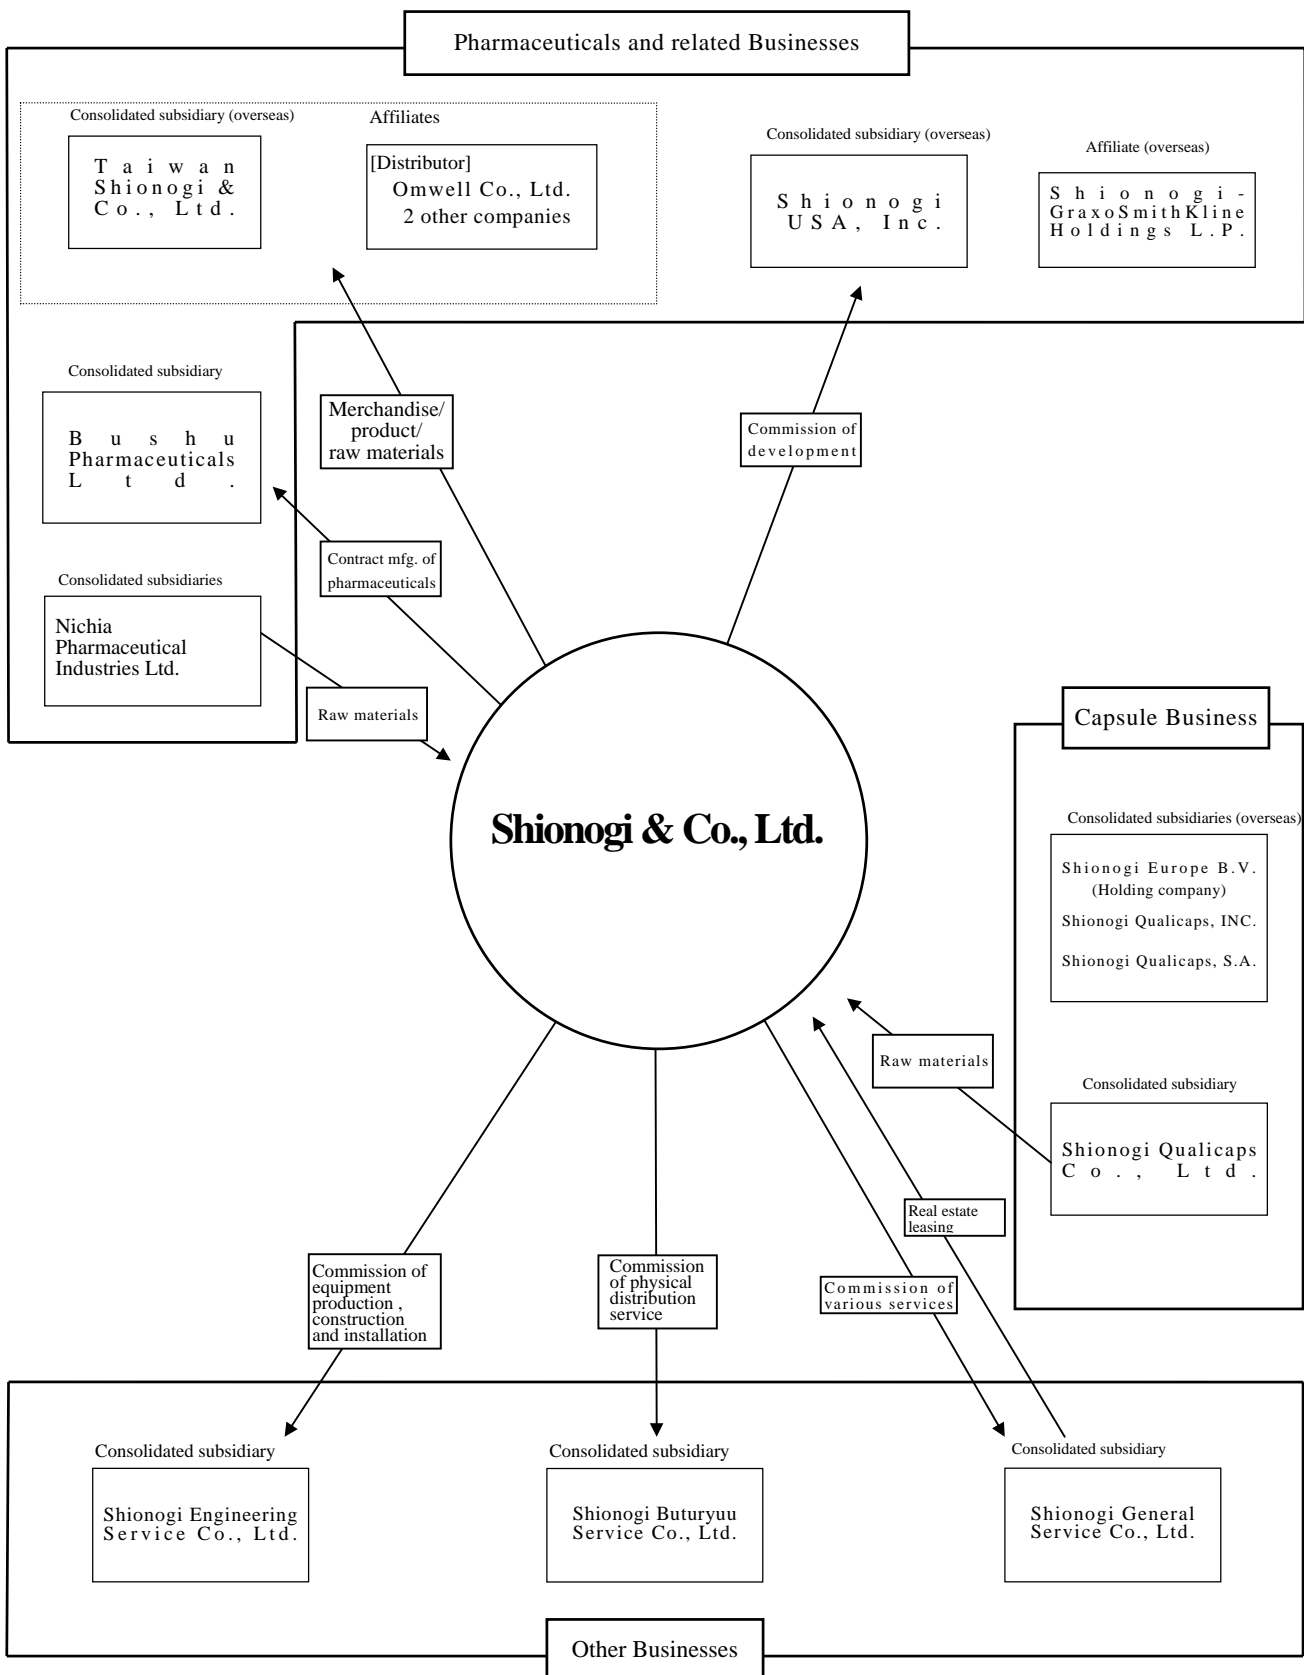 Pharmaceuticals and related Businesses
Consolidated subsidiary (overseas)
Taiwan
Shionogi &
Co., Ltd.
Affiliates
[Distributor]
Omwell Co., Ltd.
2 other companies
Consolidated subsidiary (overseas)
Shionogi
USA, Inc.
Affiliate (overseas)
Shionogi-
GraxoSmithKline
Holdings L.P.
Consolidated subsidiary
Bushu
Pharmaceuticals
Ltd.
Merchandise/
product/
raw materials
Commission of
development
Contract mfg. of
pharmaceuticals
Consolidated subsidiaries
Nichia
Pharmaceutical
Industries Ltd.
Raw materials
Shionogi & Co., Ltd.
Capsule Business
Consolidated subsidiaries (overseas)
Shionogi Europe B.V.
(Holding company)
Shionogi Qualicaps, INC.
Shionogi Qualicaps, S.A.
Raw materials
Consolidated subsidiary
Shionogi Qualicaps
Co., Ltd.
Real estate
leasing
Commission of
equipment
production ,
construction
and installation
Commission
of physical
distribution
service
Commission of
various services
Consolidated subsidiary
Shionogi Engineering
Service Co., Ltd.
Consolidated subsidiary
Shionogi Buturyuu
Service Co., Ltd.
Consolidated subsidiary
Shionogi General
Service Co., Ltd.
Other Businesses